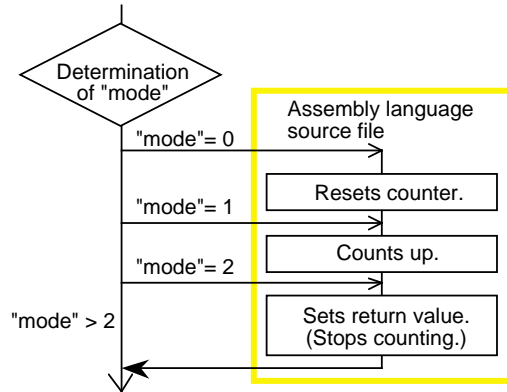 Determination
of "mode"
Assembly language
source file
"mode"= 0
Resets counter.
"mode"= 1
Counts up.
"mode"= 2
Sets return value.
(Stops counting.)
"mode" > 2